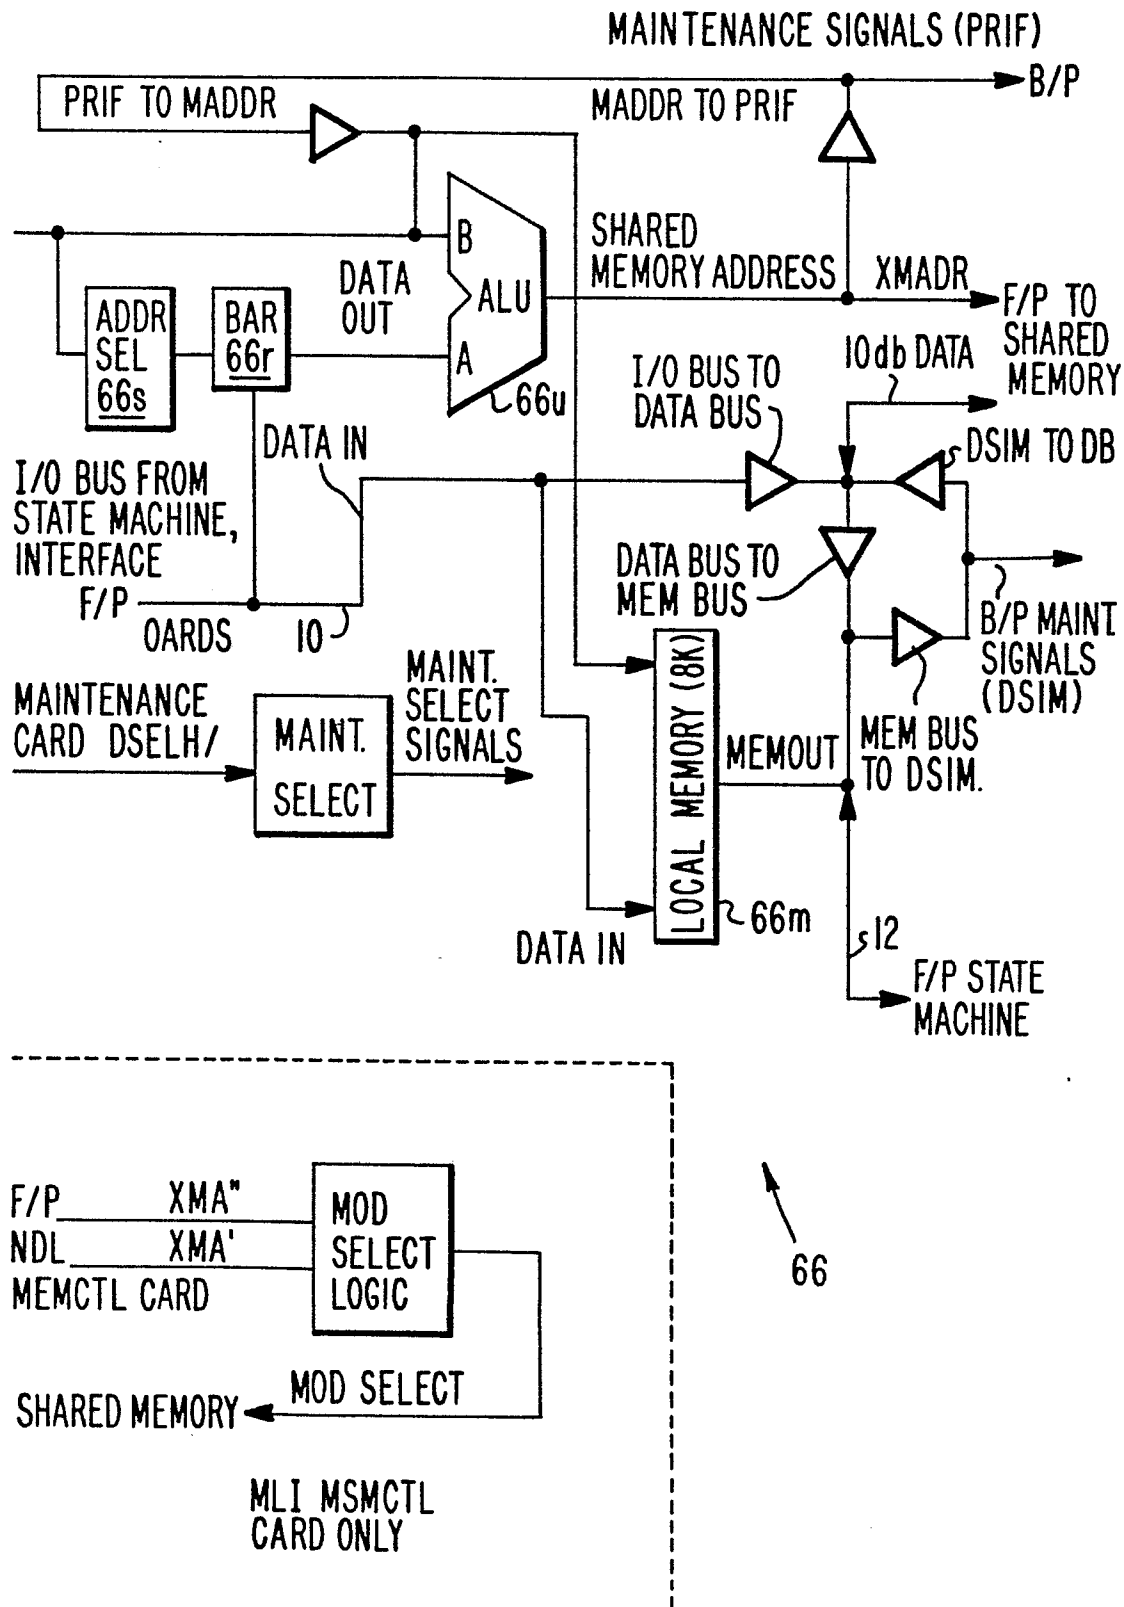 MAINTENANCE SIGNALS (PRIF)
B/P
PRIF TO MADDR
MADDR TO PRIF
B
SHARED
MEMORY ADDRESS
XMADR
DATA
OUT
ALU
ADDR
SEL
66s
BAR
66r
A
66u
F/P TO
SHARED
MEMORY
10db DATA
I/O BUS TO
DATA BUS
DATA IN
DSIM TO DB
I/O BUS FROM
STATE MACHINE,
INTERFACE
F/P
OARDS
10
DATA BUS TO
MEM BUS
B/P MAINT
SIGNALS
(DSIM)
MAINTENANCE
CARD DSELH/
MAINT.
SELECT
MAINT.
SELECT
SIGNALS
LOCAL MEMORY (8K)
MEMOUT
MEM BUS
TO DSIM.
66m
DATA IN
12
F/P STATE
MACHINE
F/P
XMA"
NDL
XMA'
MEMCTL CARD
MOD
SELECT
LOGIC
66
MOD SELECT
SHARED MEMORY
MLI MSMCTL
CARD ONLY